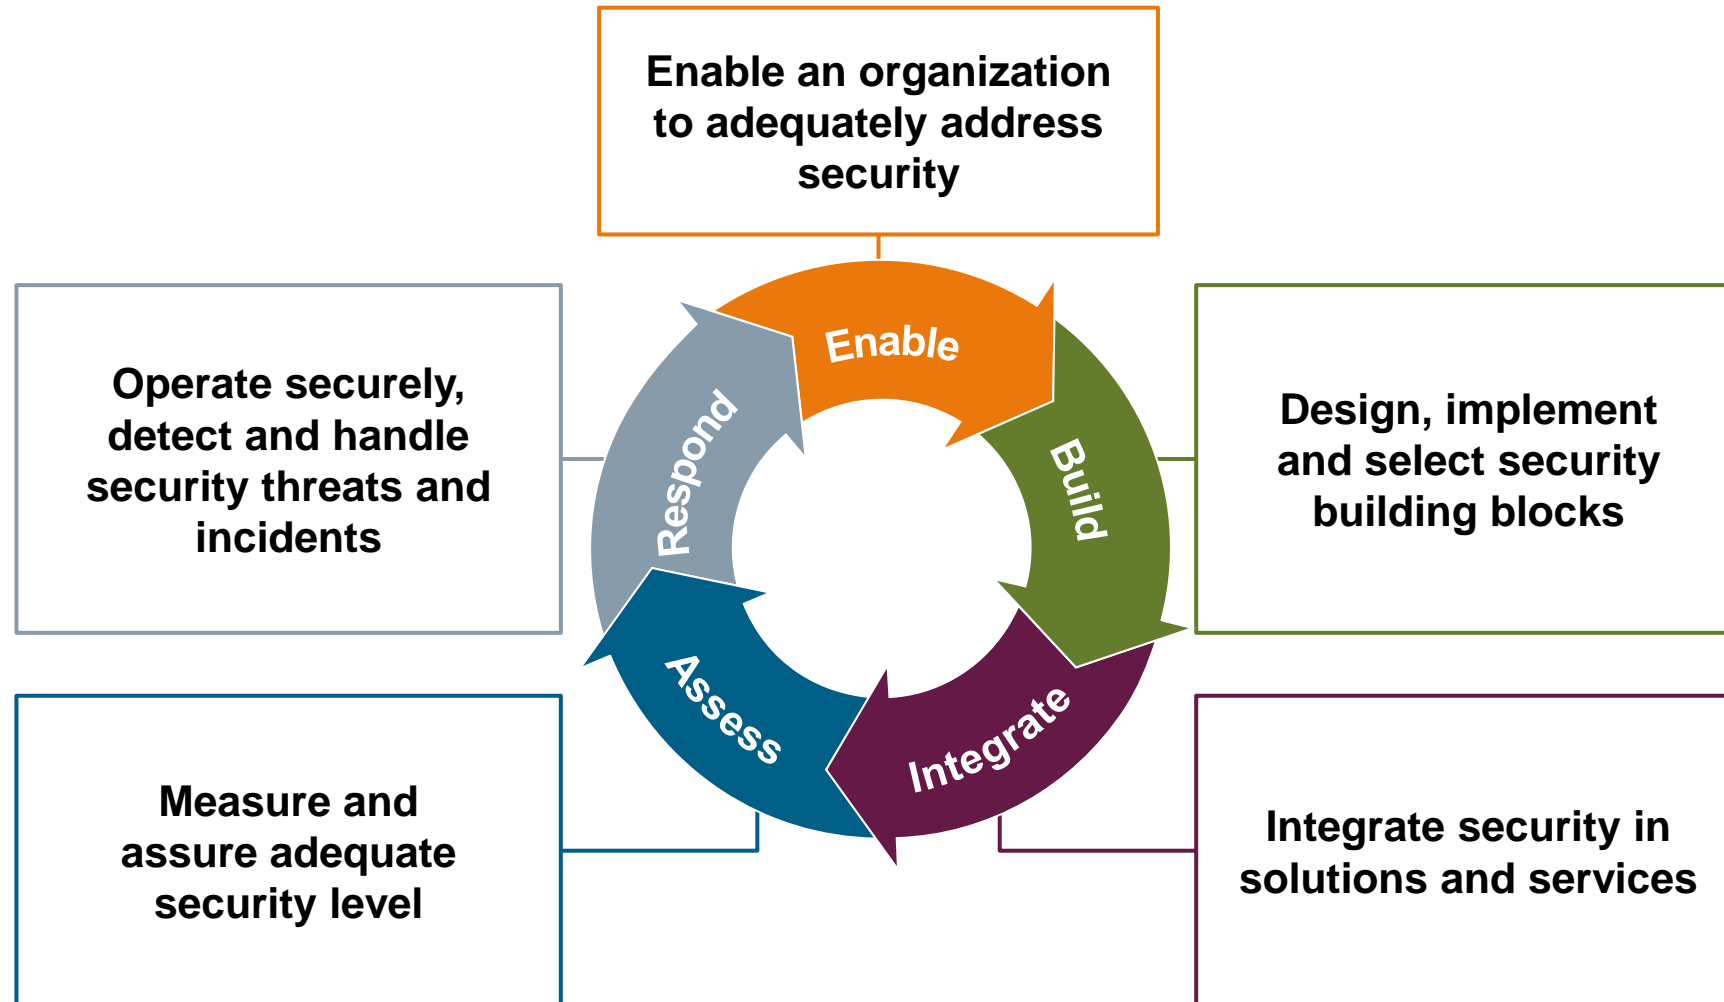 Enable an organization
to adequately address
security
Enable
Build
Integrate
Assess
Respond
Design, implement
and select security
building blocks
Integrate security in
solutions and services
Measure and
assure adequate
security level
Operate securely,
detect and handle
security threats and
incidents